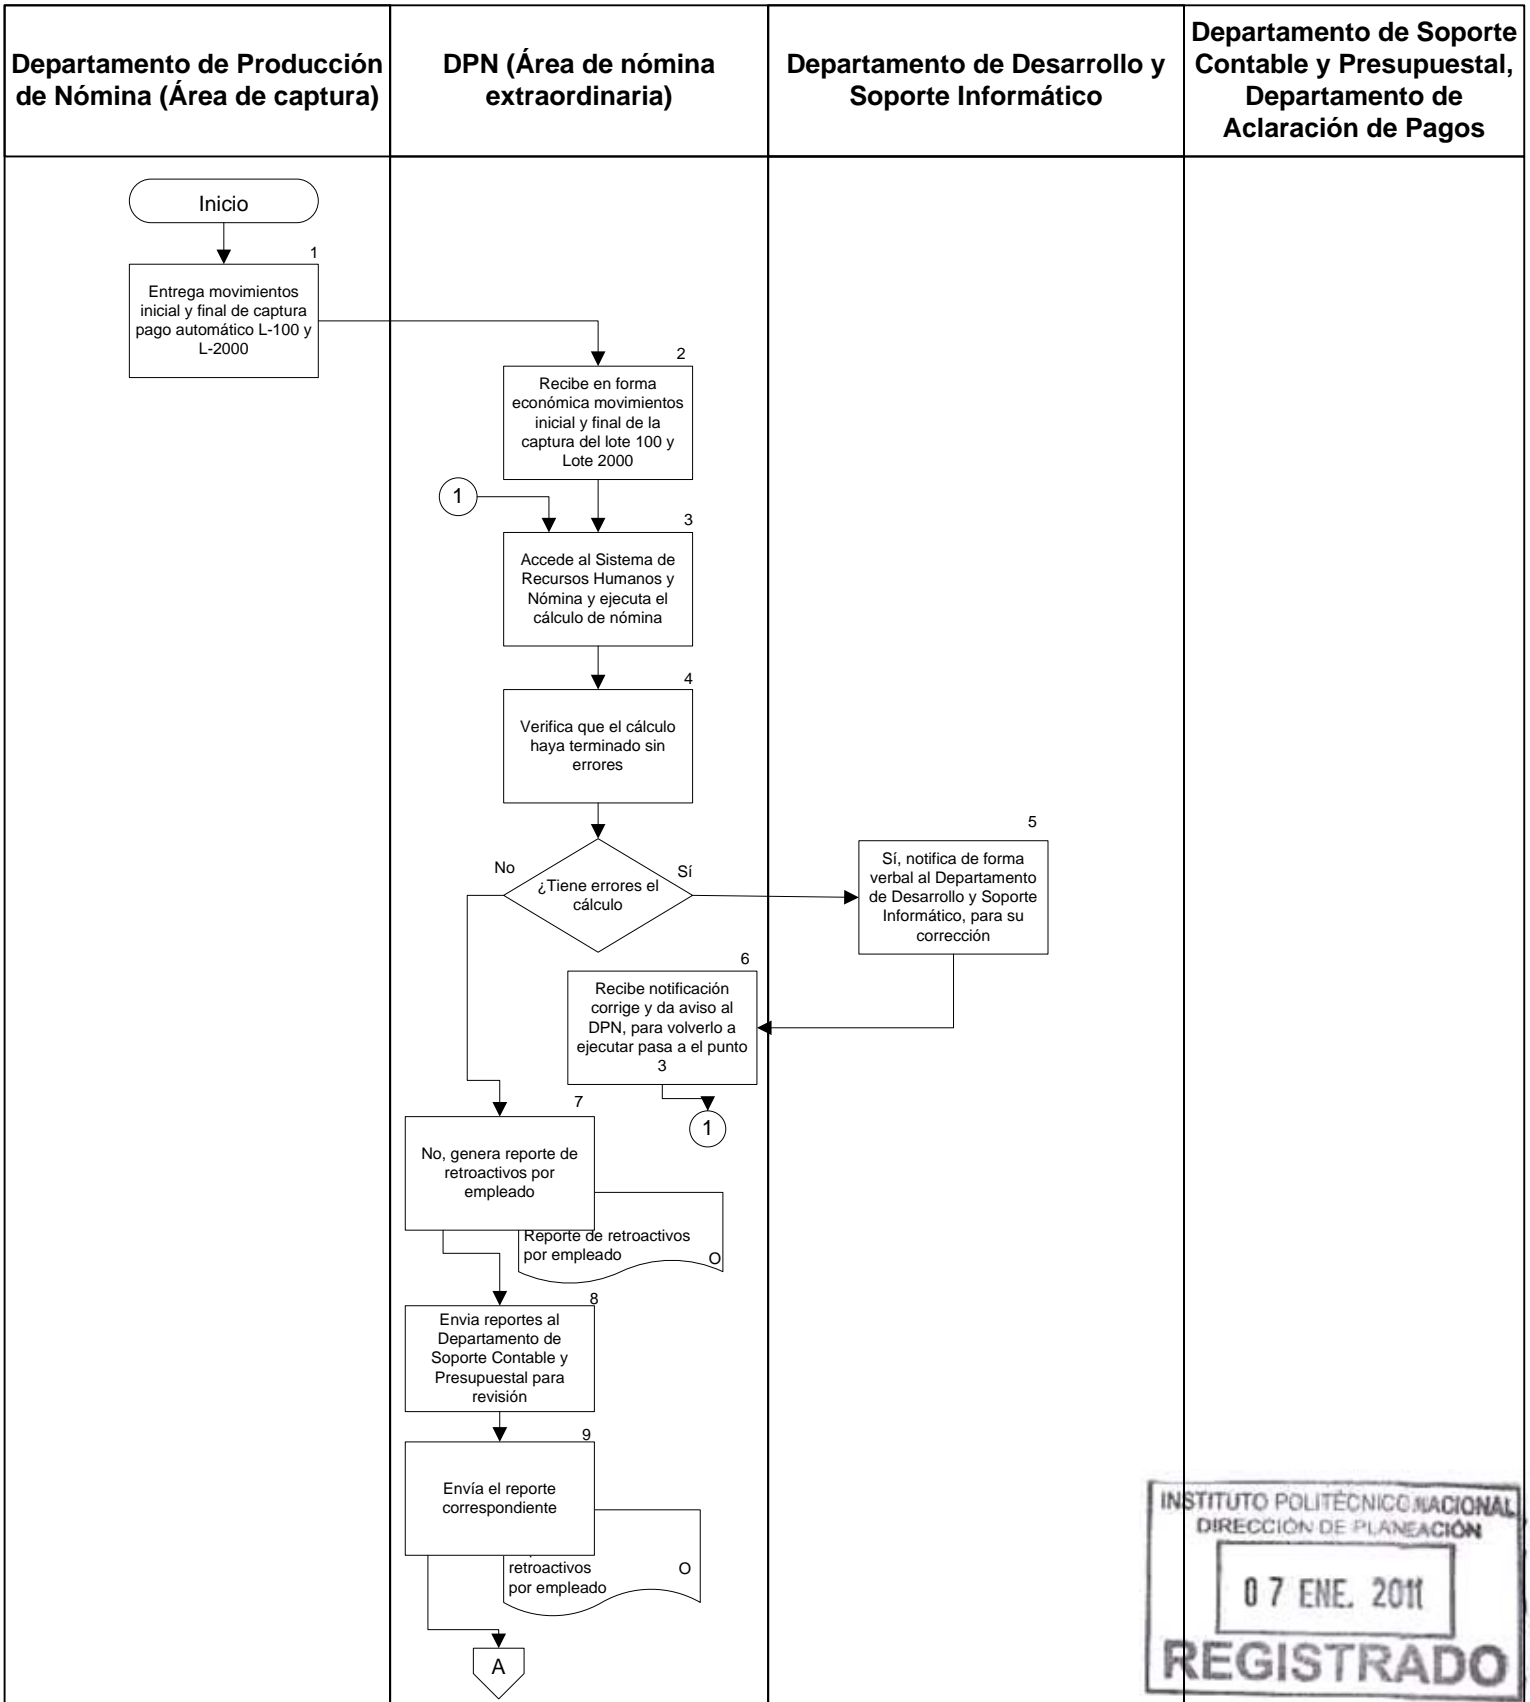 Departamento de Producción
de Nómina (Área de captura)
DPN (Área de nómina
extraordinaria)
Departamento de Desarrollo y
Soporte Informático
Departamento de Soporte
Contable y Presupuestal,
Departamento de
Aclaración de Pagos
Inicio
1
Entrega movimientos
inicial y final de captura
pago automático L-100 y
L-2000
2
Recibe en forma
económica movimientos
inicial y final de la
captura del lote 100 y
Lote 2000
1
3
Accede al Sistema de
Recursos Humanos y
Nómina y ejecuta el
cálculo de nómina
4
Verifica que el cálculo
haya terminado sin
errores
No
¿Tiene errores el
cálculo
Sí
5
Sí, notifica de forma
verbal al Departamento
de Desarrollo y Soporte
Informático, para su
corrección
6
Recibe notificación
corrige y da aviso al
DPN, para volverlo a
ejecutar pasa a el punto
3
1
7
No, genera reporte de
retroactivos por
empleado
Reporte de retroactivos
por empleado
O
8
Envia reportes al
Departamento de
Soporte Contable y
Presupuestal para
revisión
9
Envía el reporte
correspondiente
retroactivos
por empleado
O
A
INSTITUTO POLITÉCNICO NACIONAL
DIRECCIÓN DE PLANEACIÓN
07 ENE. 2011
REGISTRADO